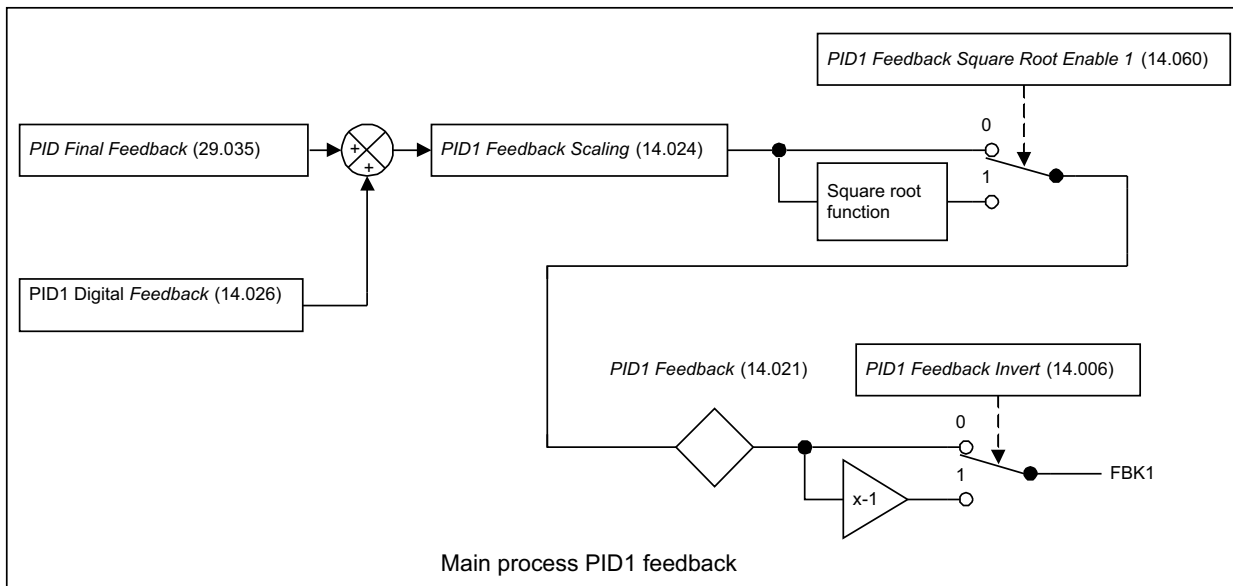 PID1 Feedback Square Root Enable 1 (14.060)
0
PID Final Feedback (29.035)
+
+
PID1 Feedback Scaling (14.024)
1
Square root
function
PID1 Digital Feedback (14.026)
PID1 Feedback (14.021)
PID1 Feedback Invert (14.006)
0
1
FBK1
x-1
Main process PID1 feedback